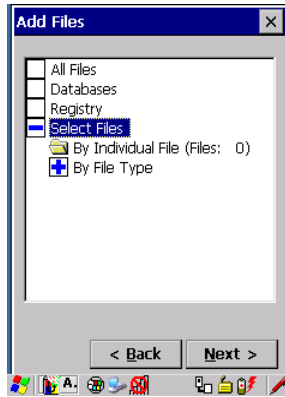 Add Files
All Files
Databases
Registry
Select Files
By Individual File (Files: 0)
By File Type
< Back
Next >
A.